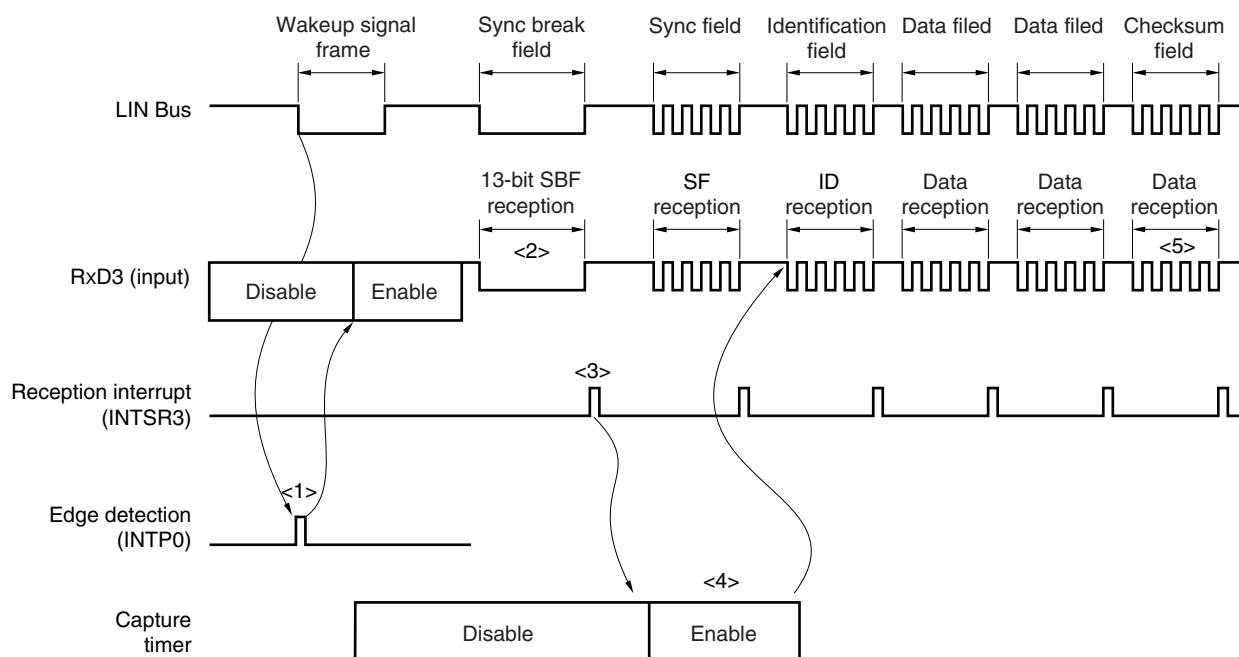 Wakeup signal
frame
Sync break
field
Sync field
Identification
field
Data filed
Data filed
Checksum
field
LIN Bus
13-bit SBF
reception
SF
reception
ID
reception
Data
reception
Data
reception
Data
reception
<2>
<5>
RxD3 (input)
Disable
Enable
Reception interrupt
(INTSR3)
<3>
<1>
Edge detection
(INTP0)
<4>
Capture
timer
Disable
Enable